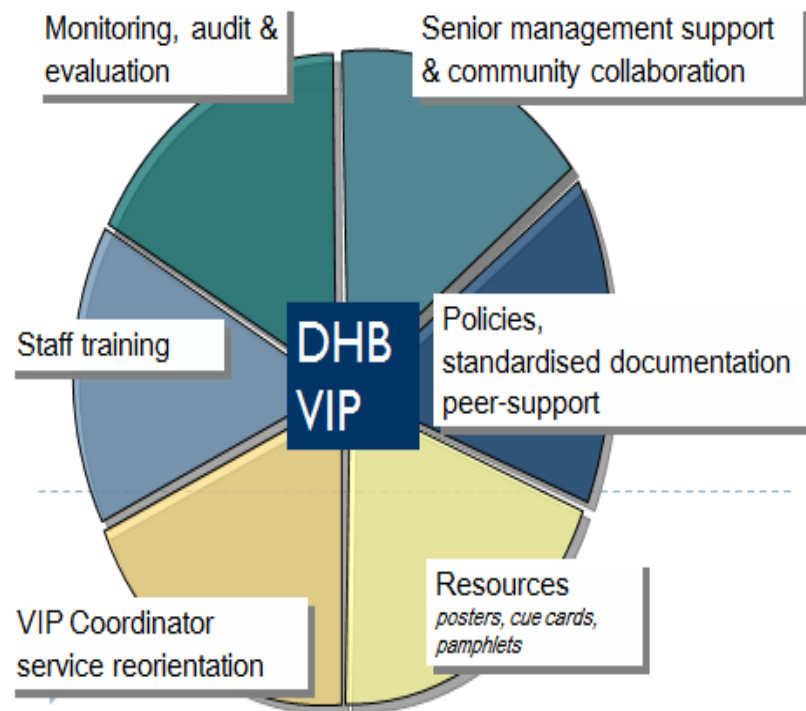 Monitoring, audit &
evaluation
Senior management support
& community collaboration
Staff training
DHB
VIP
Policies,
standardised documentation
peer-support
VIP Coordinator
service reorientation
Resources
posters, cue cards,
pamphlets